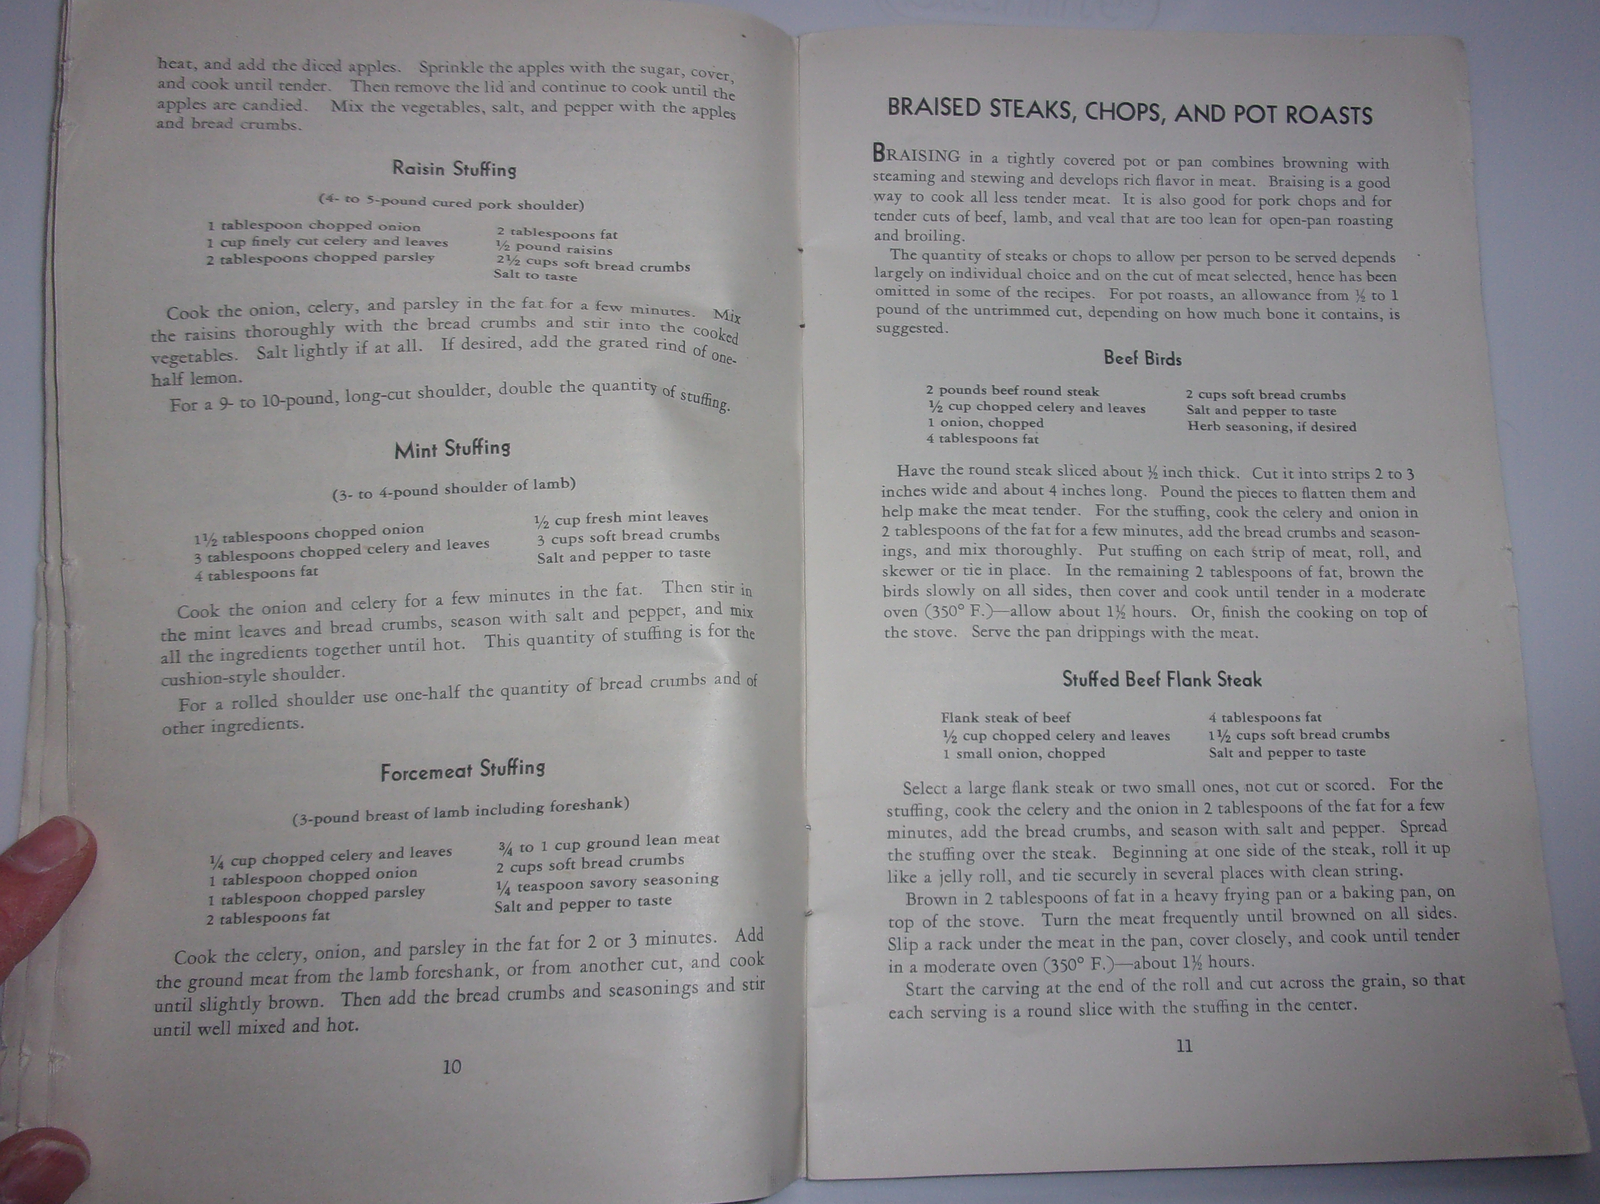 heat, and add the diced apples. Sprinkle the apples with the sugar, cover,
and cook until tender. Then remove the lid and continue to cook until the
apples are candied. Mix the vegetables, salt, and pepper with the apples
and bread crumbs.
Raisin Stuffing
(4- to 5-pound cured pork shoulder)
1 tablespoon chopped onion
1 cup finely cut celery and leaves
2 tablespoons chopped parsley
2 tablespoons fat
½ pound raisins
2½ cups soft bread crumbs
Salt to taste
Cook the onion, celery, and parsley in the fat for a few minutes. Mix
the raisins thoroughly with the bread crumbs and stir into the cooked
vegetables. Salt lightly if at all. If desired, add the grated rind of one-
half lemon.
For a 9- to 10-pound, long-cut shoulder, double the quantity of stuffing.
Mint Stuffing
(3- to 4-pound shoulder of lamb)
1½ tablespoons chopped onion
3 tablespoons chopped celery and leaves
4 tablespoons fat
½ cup fresh mint leaves
3 cups soft bread crumbs
Salt and pepper to taste
Cook the onion and celery for a few minutes in the fat. Then stir in
the mint leaves and bread crumbs, season with salt and pepper, and mix
all the ingredients together until hot. This quantity of stuffing is for the
cushion-style shoulder.
For a rolled shoulder use one-half the quantity of bread crumbs and of
other ingredients.
Forcemeat Stuffing
(3-pound breast of lamb including foreshank)
¼ cup chopped celery and leaves
1 tablespoon chopped onion
1 tablespoon chopped parsley
2 tablespoons fat
¾ to 1 cup ground lean meat
2 cups soft bread crumbs
¼ teaspoon savory seasoning
Salt and pepper to taste
Cook the celery, onion, and parsley in the fat for 2 or 3 minutes. Add
the ground meat from the lamb foreshank, or from another cut, and cook
until slightly brown. Then add the bread crumbs and seasonings and stir
until well mixed and hot.
10
BRAISED STEAKS, CHOPS, AND POT ROASTS
BRAISING in a tightly covered pot or pan combines browning with
steaming and stewing and develops rich flavor in meat. Braising is a good
way to cook all less tender meat. It is also good for pork chops and for
tender cuts of beef, lamb, and veal that are too lean for open-pan roasting
and broiling.
The quantity of steaks or chops to allow per person to be served depends
largely on individual choice and on the cut of meat selected, hence has been
omitted in some of the recipes. For pot roasts, an allowance from ½ to 1
pound of the untrimmed cut, depending on how much bone it contains, is
suggested.
Beef Birds
2 pounds beef round steak
½ cup chopped celery and leaves
1 onion, chopped
4 tablespoons fat
2 cups soft bread crumbs
Salt and pepper to taste
Herb seasoning, if desired
Have the round steak sliced about ½ inch thick. Cut it into strips 2 to 3
inches wide and about 4 inches long. Pound the pieces to flatten them and
help make the meat tender. For the stuffing, cook the celery and onion in
2 tablespoons of the fat for a few minutes, add the bread crumbs and season-
ings, and mix thoroughly. Put stuffing on each strip of meat, roll, and
skewer or tie in place. In the remaining 2 tablespoons of fat, brown the
birds slowly on all sides, then cover and cook until tender in a moderate
oven (350° F.)—allow about 1½ hours. Or, finish the cooking on top of
the stove. Serve the pan drippings with the meat.
Stuffed Beef Flank Steak
Flank steak of beef
½ cup chopped celery and leaves
1 small onion, chopped
4 tablespoons fat
1½ cups soft bread crumbs
Salt and pepper to taste
Select a large flank steak or two small ones, not cut or scored. For the
stuffing, cook the celery and the onion in 2 tablespoons of the fat for a few
minutes, add the bread crumbs, and season with salt and pepper. Spread
the stuffing over the steak. Beginning at one side of the steak, roll it up
like a jelly roll, and tie securely in several places with clean string.
Brown in 2 tablespoons of fat in a heavy frying pan or a baking pan, on
top of the stove. Turn the meat frequently until browned on all sides.
Slip a rack under the meat in the pan, cover closely, and cook until tender
in a moderate oven (350° F.)—about 1½ hours.
Start the carving at the end of the roll and cut across the grain, so that
each serving is a round slice with the stuffing in the center.
11